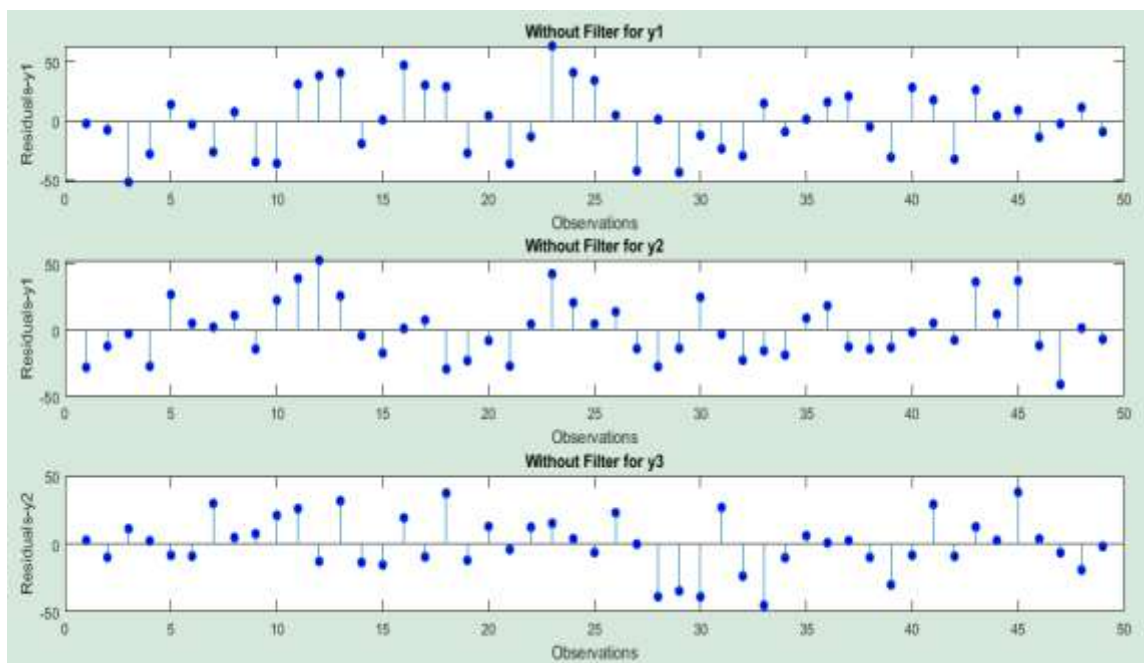 Without Filter for y1
Residuals-y1
50
0
-50
0 5 10 15 20 25 30 35 40 45 50
Observations
Without Filter for y2
Residuals-y1
50
0
-50
0 5 10 15 20 25 30 35 40 45 50
Observations
Without Filter for y3
Residuals-y2
50
0
-50
0 5 10 15 20 25 30 35 40 45 50
Observations